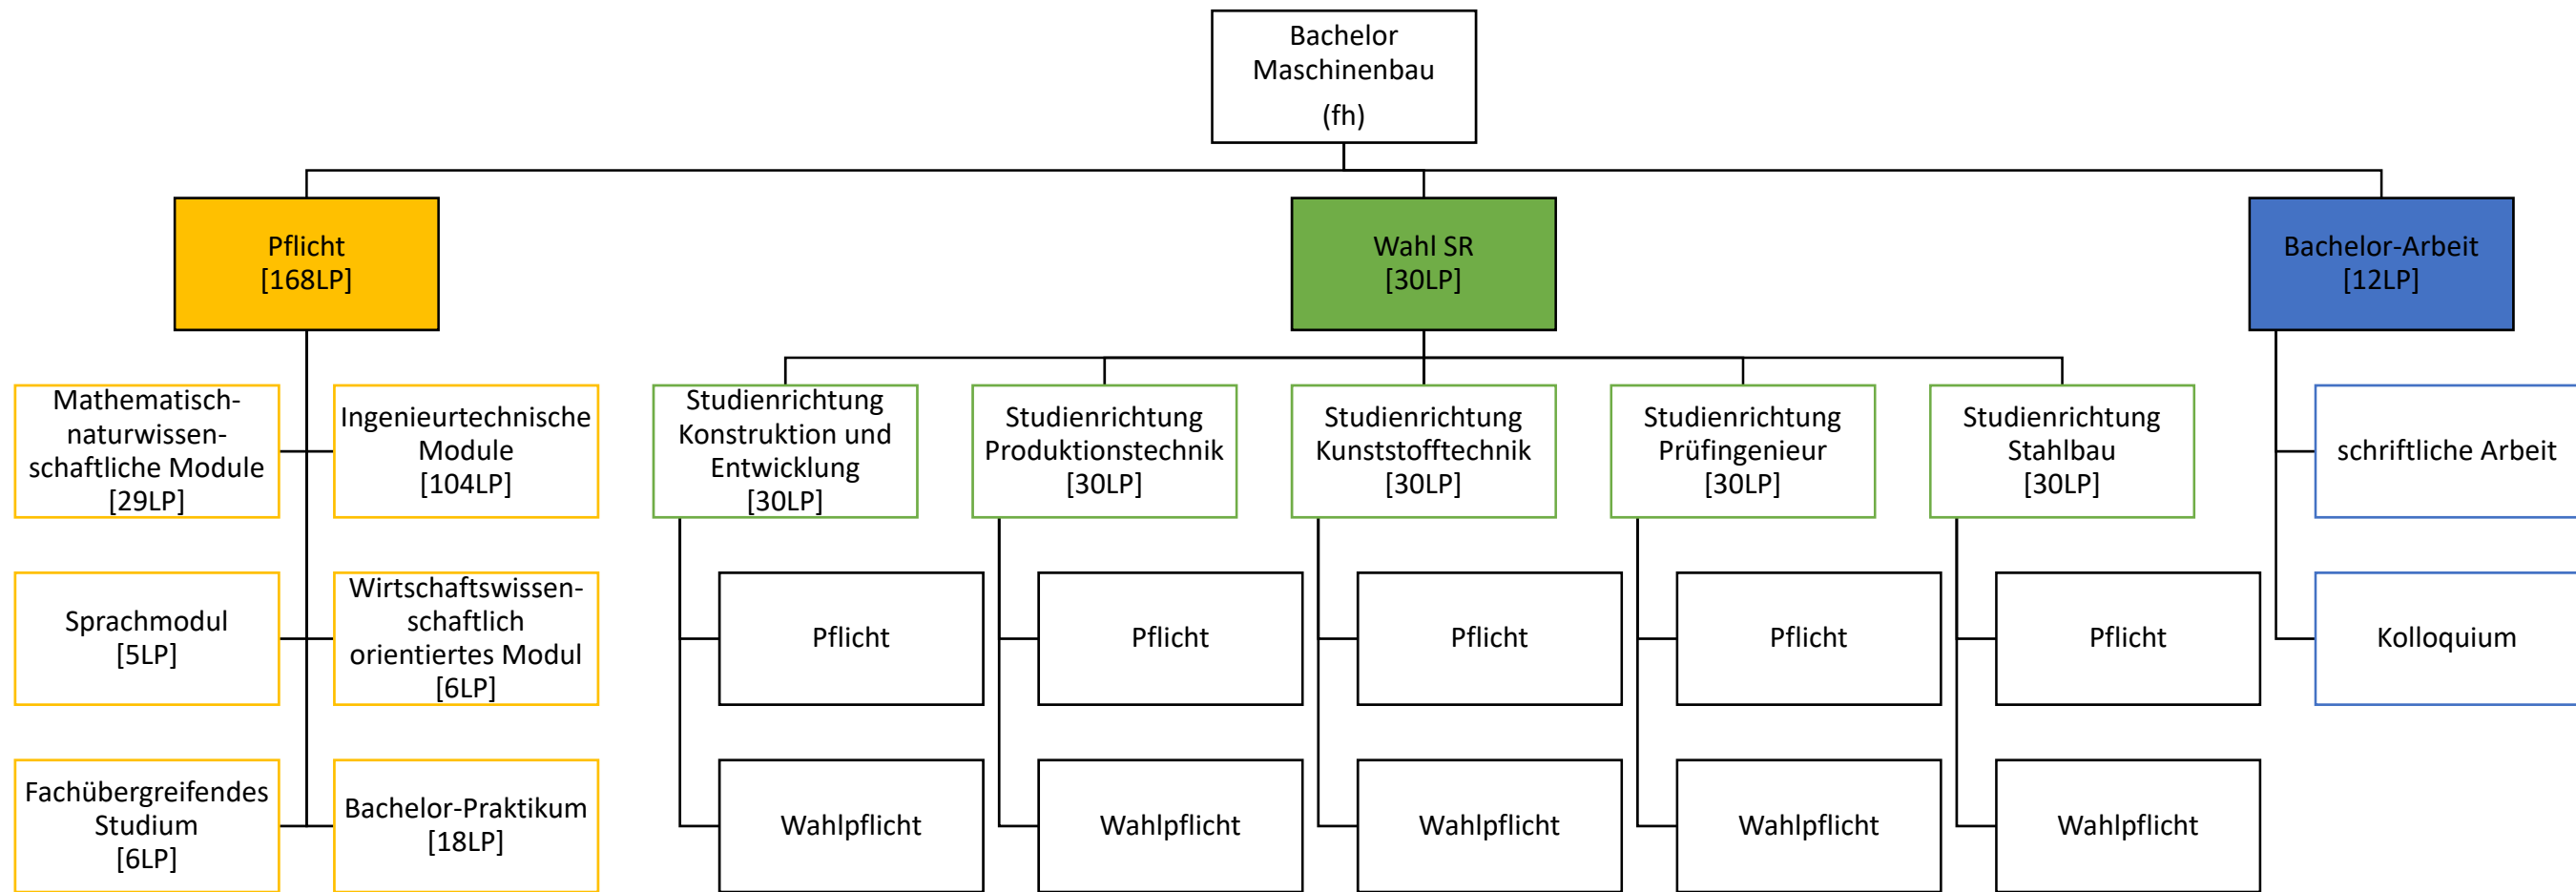 Bachelor
Maschinenbau
(fh)
Pflicht
[168LP]
Wahl SR
[30LP]
Bachelor-Arbeit
[12LP]
Mathematisch-
naturwissen-
schaftliche Module
[29LP]
Ingenieurtechnische
Module
[104LP]
Studienrichtung
Konstruktion und
Entwicklung
[30LP]
Studienrichtung
Produktionstechnik
[30LP]
Studienrichtung
Kunststofftechnik
[30LP]
Studienrichtung
Prüfingenieur
[30LP]
Studienrichtung
Stahlbau
[30LP]
schriftliche Arbeit
Sprachmodul
[5LP]
Wirtschaftswissen-
schaftlich
orientiertes Modul
[6LP]
Pflicht
Pflicht
Pflicht
Pflicht
Pflicht
Kolloquium
Fachübergreifendes
Studium
[6LP]
Bachelor-Praktikum
[18LP]
Wahlpflicht
Wahlpflicht
Wahlpflicht
Wahlpflicht
Wahlpflicht